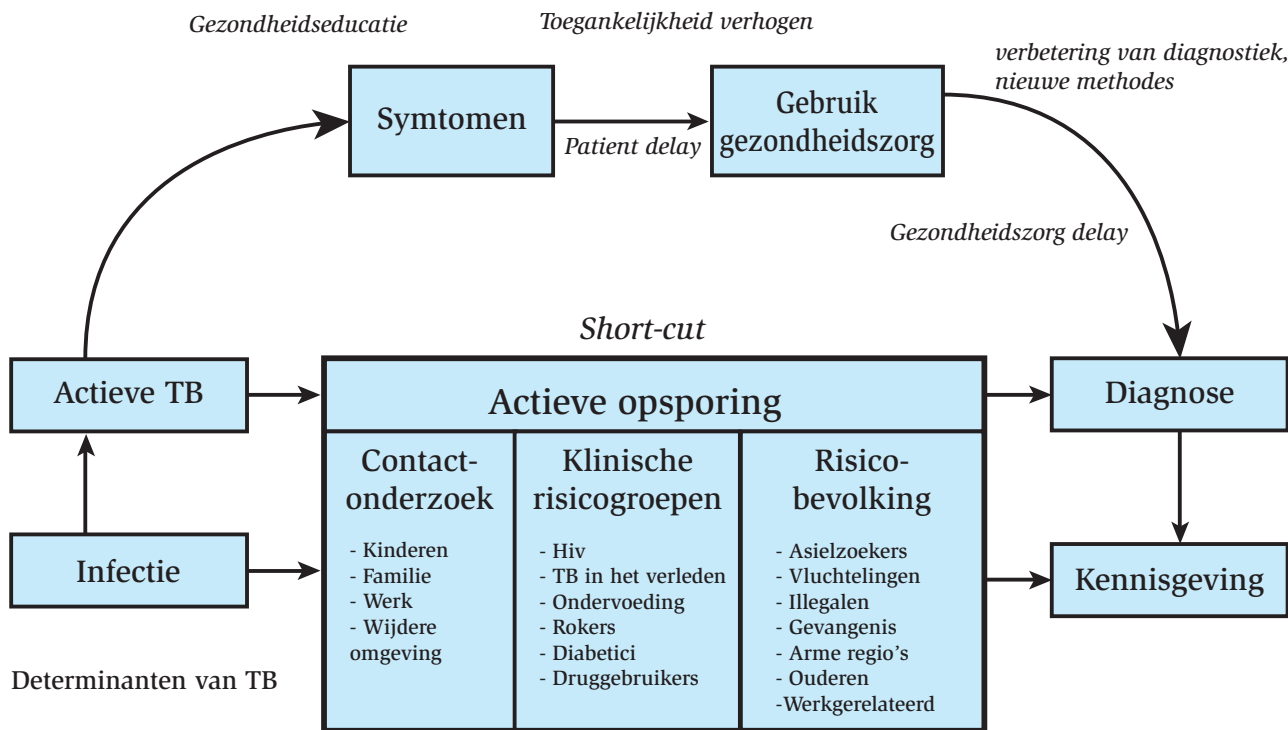 Gezondheidseducatie
Toegankelijkheid verhogen
verbetering van diagnostiek,
nieuwe methodes
Symtomen
Patient delay
Gebruik
gezondheidszorg
Gezondheidszorg delay
Short-cut
Actieve TB
Actieve opsporing
Diagnose
Contact-
onderzoek
- Kinderen
- Familie
- Werk
- Wijdere
omgeving
Klinische
risicogroepen
- Hiv
- TB in het verleden
- Ondervoeding
- Rokers
- Diabetici
- Druggebruikers
Risico-
bevolking
- Asielzoekers
- Vluchtelingen
- Illegalen
- Gevangenis
- Arme regio's
- Ouderen
-Werkgerelateerd
Infectie
Kennisgeving
Determinanten van TB